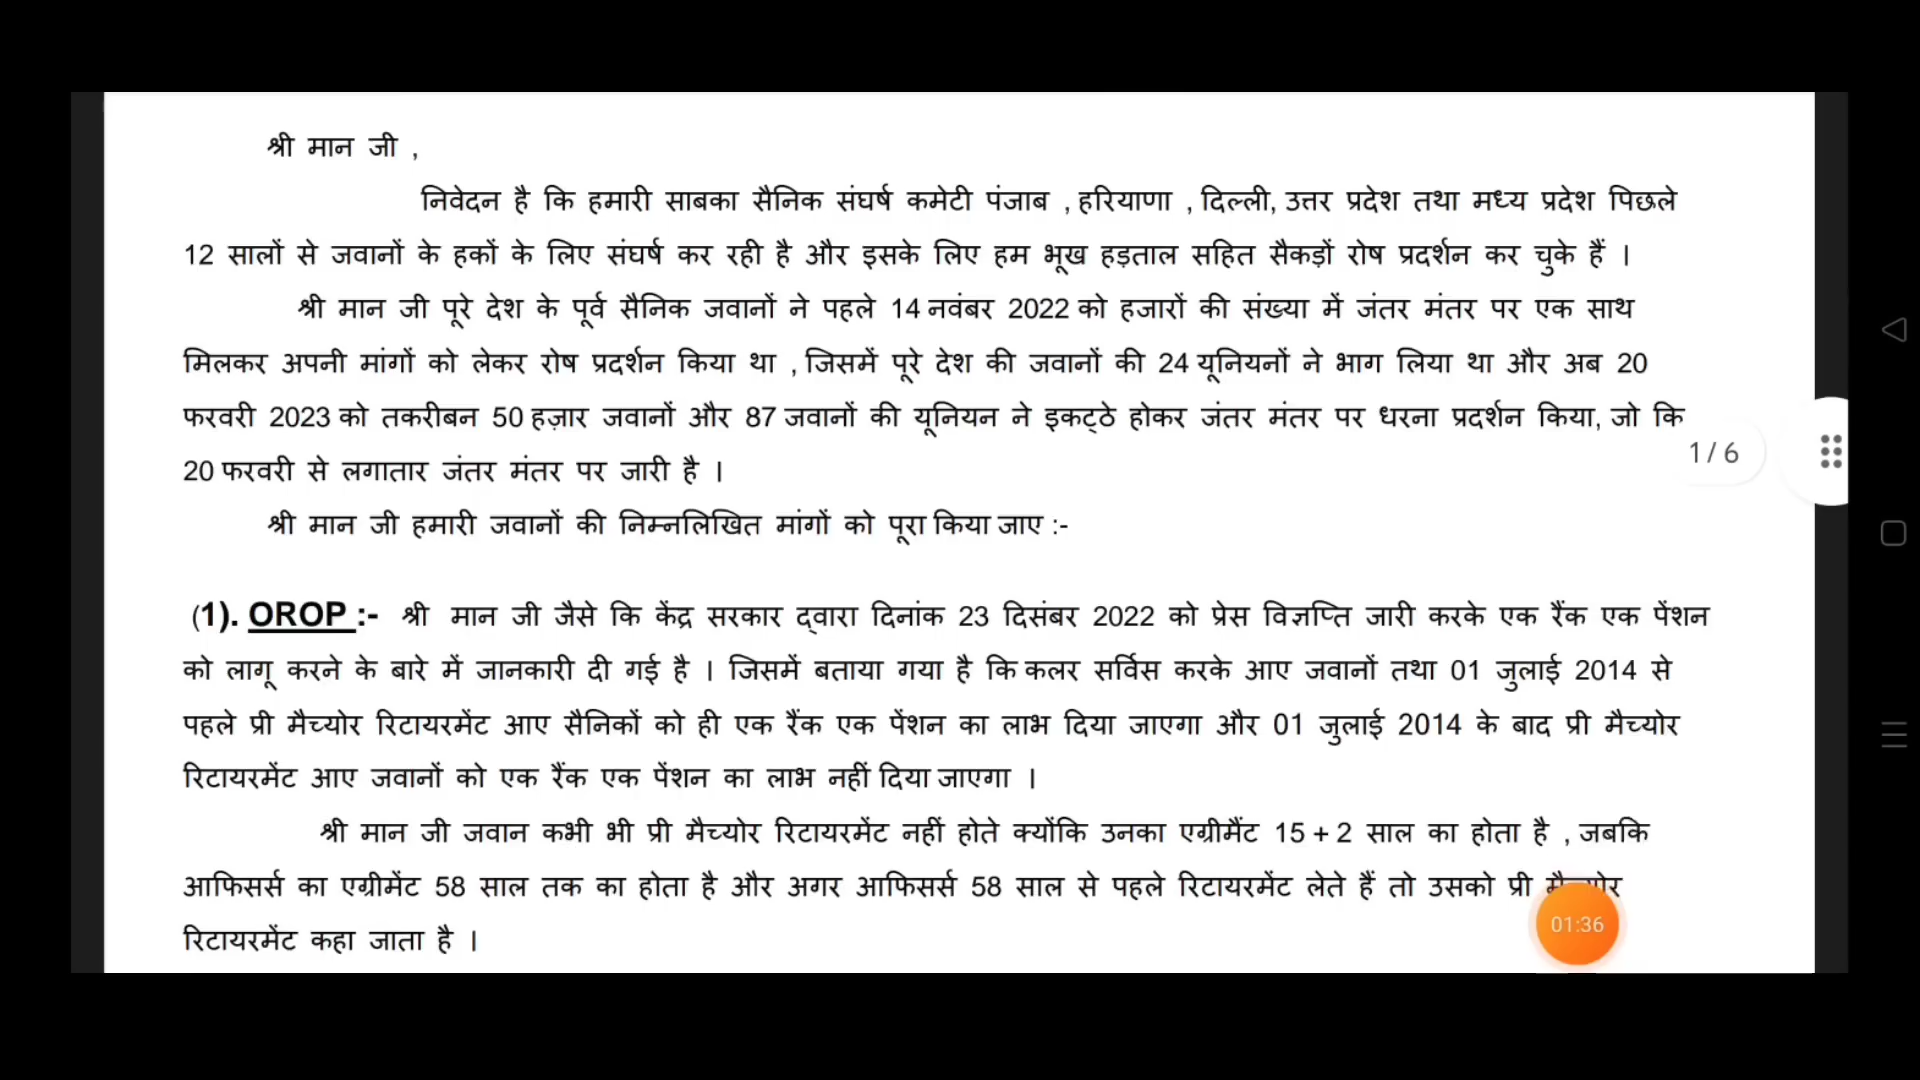 श्री मान जी ,
निवेदन है कि हमारी साबका सैनिक संघर्ष कमेटी पंजाब , हरियाणा , दिल्ली, उत्तर प्रदेश तथा मध्य प्रदेश पिछले
12 सालों से जवानों के हकों के लिए संघर्ष कर रही है और इसके लिए हम भूख हड़ताल सहित सैकड़ों रोष प्रदर्शन कर चुके हैं ।
श्री मान जी पूरे देश के पूर्व सैनिक जवानों ने पहले 14 नवंबर 2022 को हजारों की संख्या में जंतर मंतर पर एक साथ
मिलकर अपनी मांगों को लेकर रोष प्रदर्शन किया था , जिसमें पूरे देश की जवानों की 24 यूनियनों ने भाग लिया था और अब 20
फरवरी 2023 को तकरीबन 50 हज़ार जवानों और 87 जवानों की यूनियन ने इकट्ठे होकर जंतर मंतर पर धरना प्रदर्शन किया, जो कि
1 / 6
20 फरवरी से लगातार जंतर मंतर पर जारी है ।
श्री मान जी हमारी जवानों की निम्नलिखित मांगों को पूरा किया जाए :-
(1). OROP :- श्री मान जी जैसे कि केंद्र सरकार द्वारा दिनांक 23 दिसंबर 2022 को प्रेस विज्ञप्ति जारी करके एक रैंक एक पेंशन
को लागू करने के बारे में जानकारी दी गई है । जिसमें बताया गया है कि कलर सर्विस करके आए जवानों तथा 01 जुलाई 2014 से
पहले प्री मैच्योर रिटायरमेंट आए सैनिकों को ही एक रैंक एक पेंशन का लाभ दिया जाएगा और 01 जुलाई 2014 के बाद प्री मैच्योर
रिटायरमेंट आए जवानों को एक रैंक एक पेंशन का लाभ नहीं दिया जाएगा ।
श्री मान जी जवान कभी भी प्री मैच्योर रिटायरमेंट नहीं होते क्योंकि उनका एग्रीमैंट 15 + 2 साल का होता है , जबकि
आफिसर्स का एग्रीमेंट 58 साल तक का होता है और अगर आफिसर्स 58 साल से पहले रिटायरमेंट लेते हैं तो उसको प्री
रिटायरमेंट कहा जाता है ।
01:36